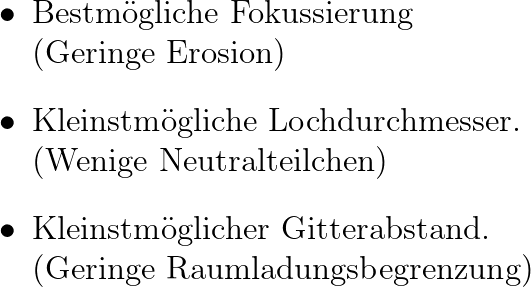 • Bestmögliche Fokussierung
(Geringe Erosion)
• Kleinstmögliche Lochdurchmesser.
(Wenige Neutralteilchen)
• Kleinstmöglicher Gitterabstand.
(Geringe Raumladungsbegrenzung)